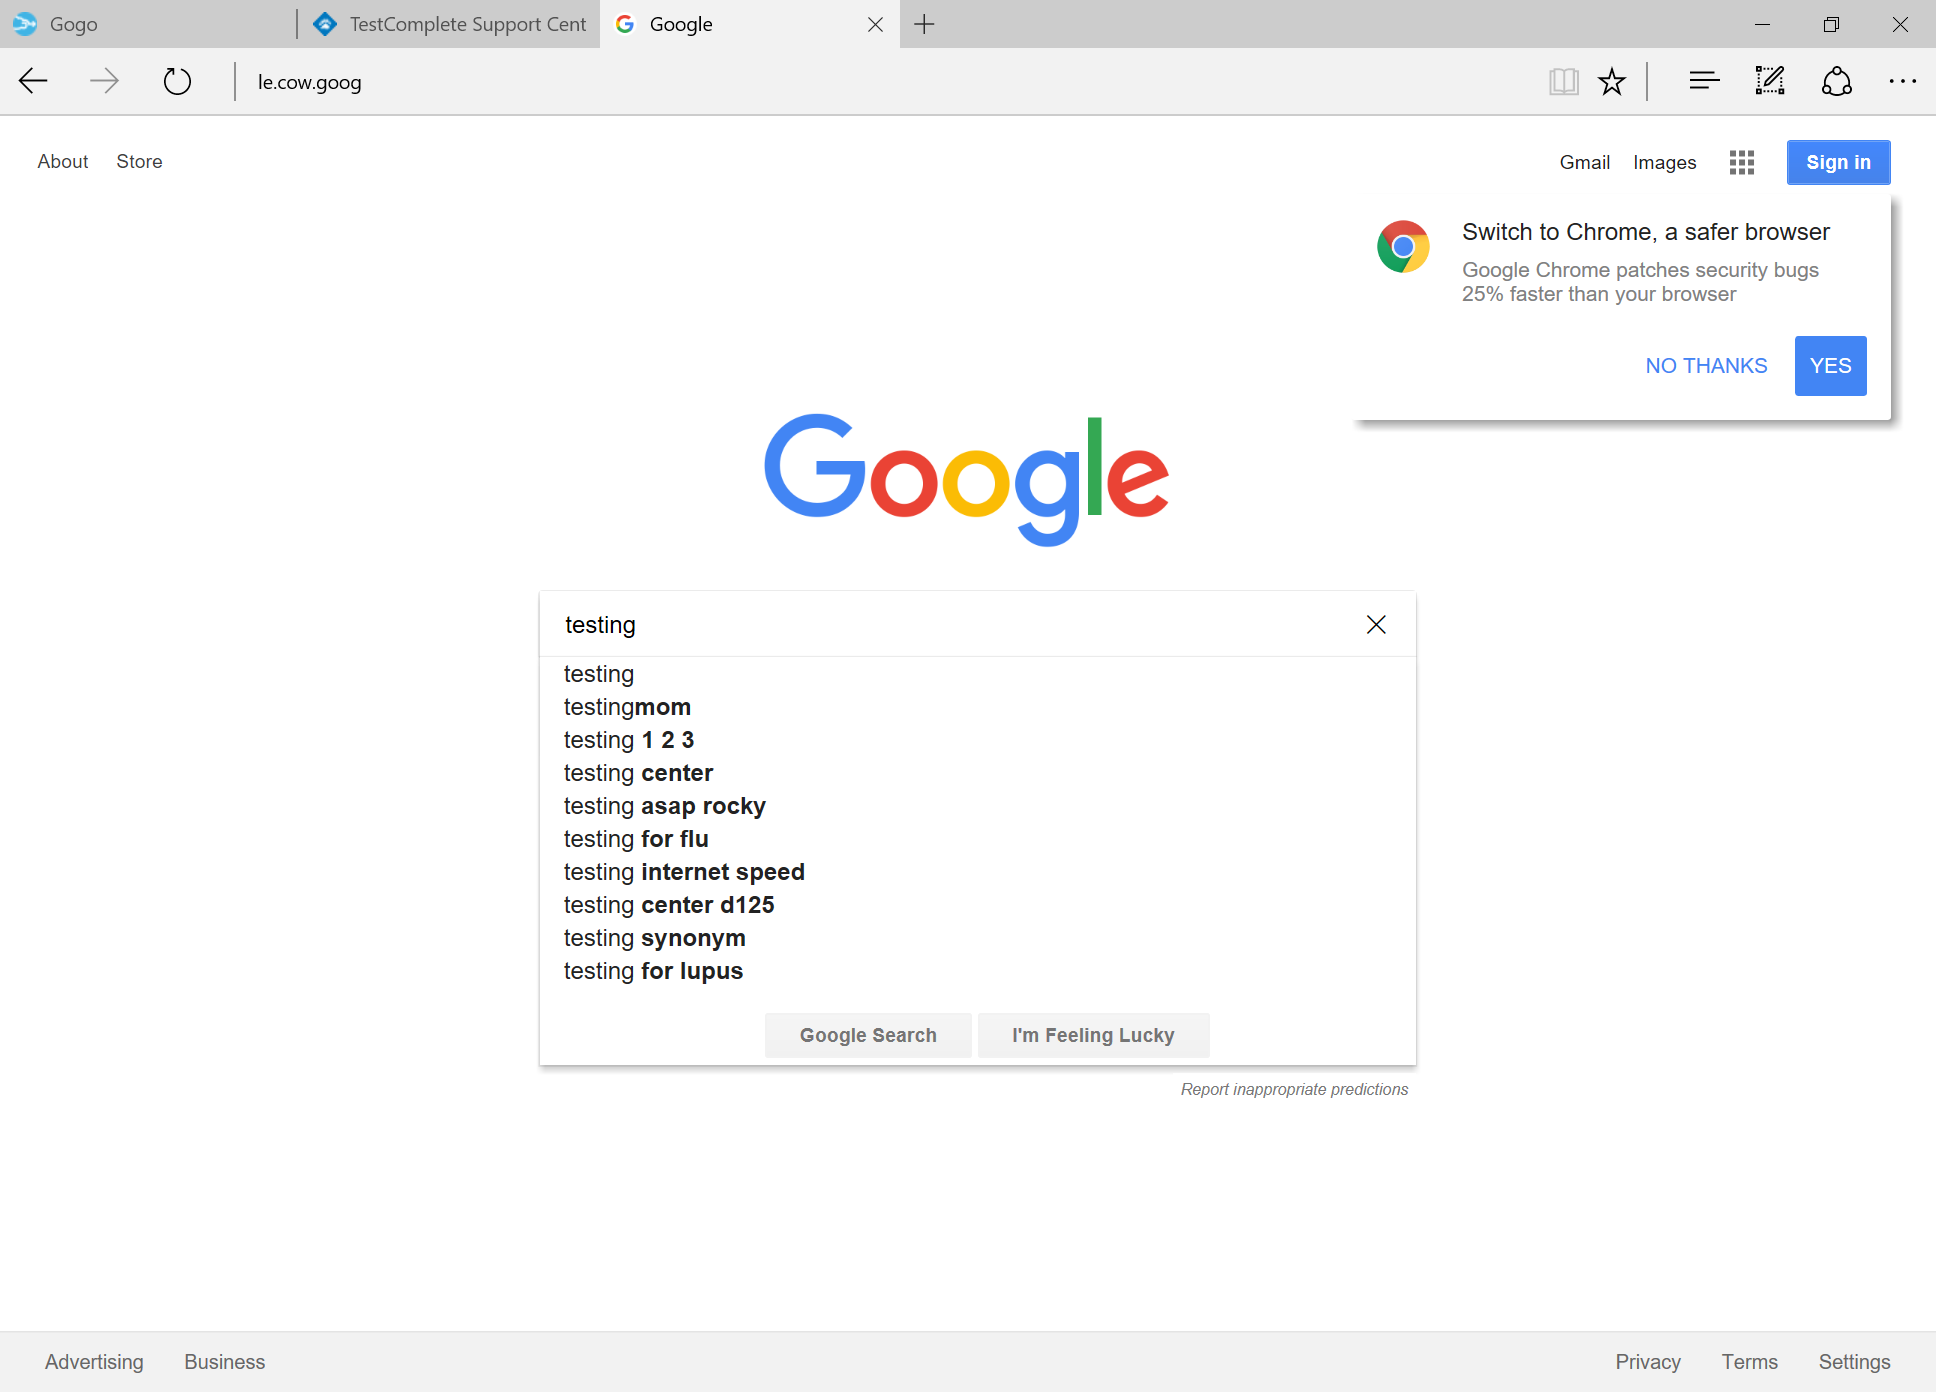 Gogo
TestComplete Support Cent
Google
le.cow.goog
About Store
Gmail Images Sign in
Switch to Chrome, a safer browser
Google Chrome patches security bugs
25% faster than your browser
NO THANKS YES
Google
testing
testing
testingmom
testing 1 2 3
testing center
testing asap rocky
testing for flu
testing internet speed
testing center d125
testing synonym
testing for lupus
Google Search I'm Feeling Lucky
Report inappropriate predictions
Advertising Business
Privacy Terms Settings